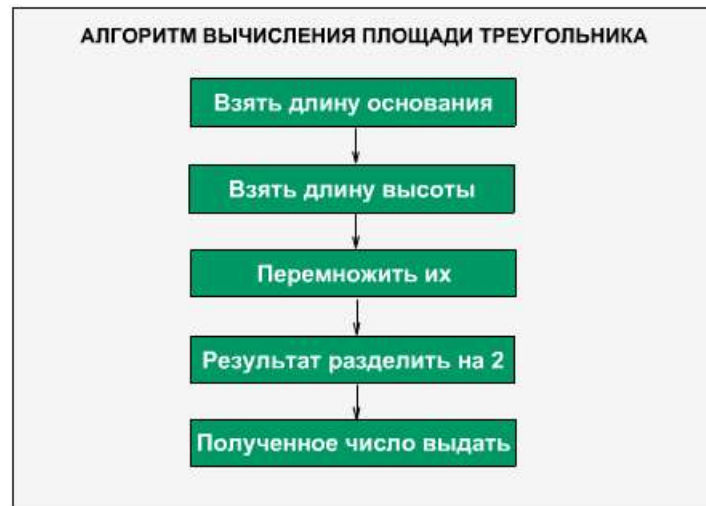 АЛГОРИТМ ВЫЧИСЛЕНИЯ ПЛОЩАДИ ТРЕУГОЛЬНИКА
Взять длину основания
Взять длину высоты
Перемножить их
Результат разделить на 2
Полученное число выдать